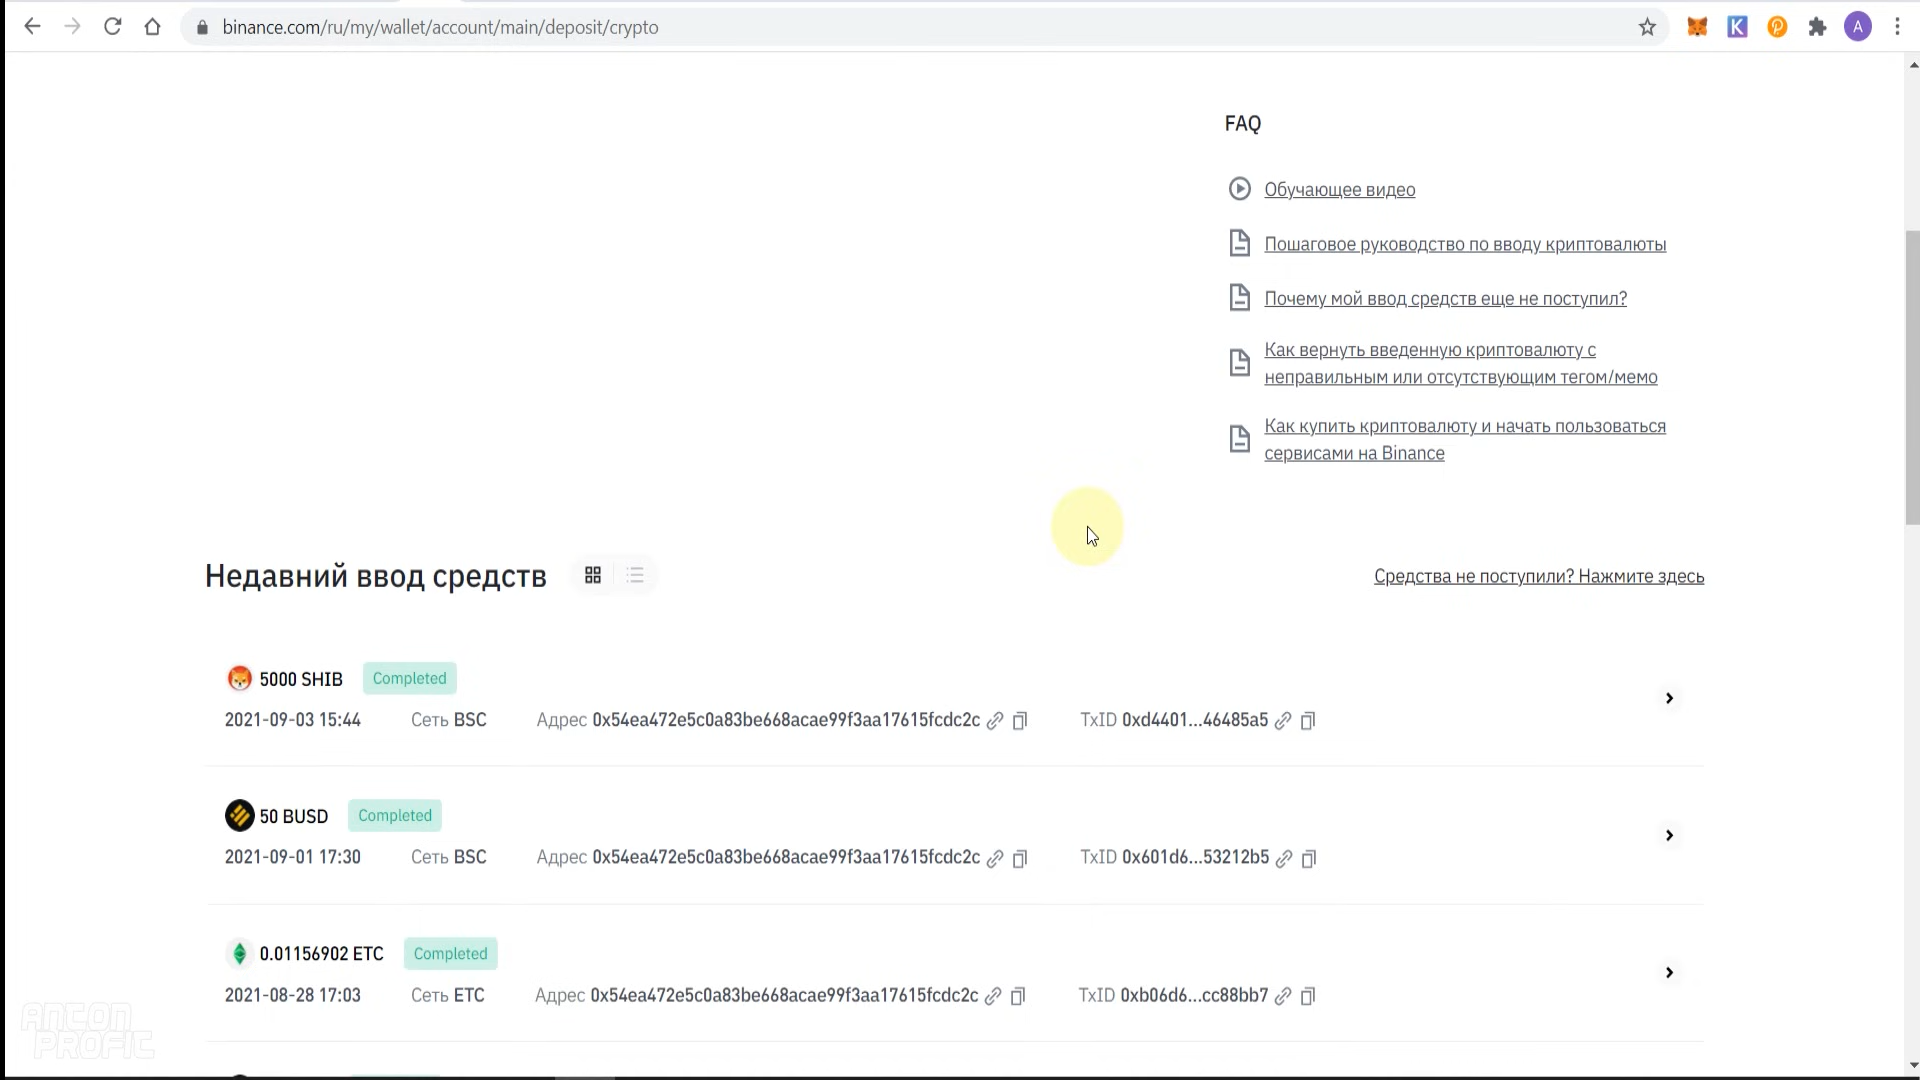 binance.com/ru/my/wallet/account/main/deposit/crypto
K
A
FAQ
Обучающее видео
Пошаговое руководство по вводу криптовалюты
Почему мой ввод средств еще не поступил?
Как вернуть введенную криптовалюту с
неправильным или отсутствующим тегом/мемо
Как купить криптовалюту и начать пользоваться
сервисами на Binance
Недавний ввод средств
Средства не поступили? Нажмите здесь
5000 SHIB Completed
2021-09-03 15:44 Сеть BSC Адрес 0x54ea472e5c0a83be668acae99f3aa17615fcdc2c TxID 0xd4401...46485a5
50 BUSD Completed
2021-09-01 17:30 Сеть BSC Адрес 0x54ea472e5c0a83be668acae99f3aa17615fcdc2c TxID 0x601d6...53212b5
0.01156902 ETC Completed
2021-08-28 17:03 Сеть ETC Адрес 0x54ea472e5c0a83be668acae99f3aa17615fcdc2c TxID 0xb06d6...cc88bb7
ANTON
PROFIT